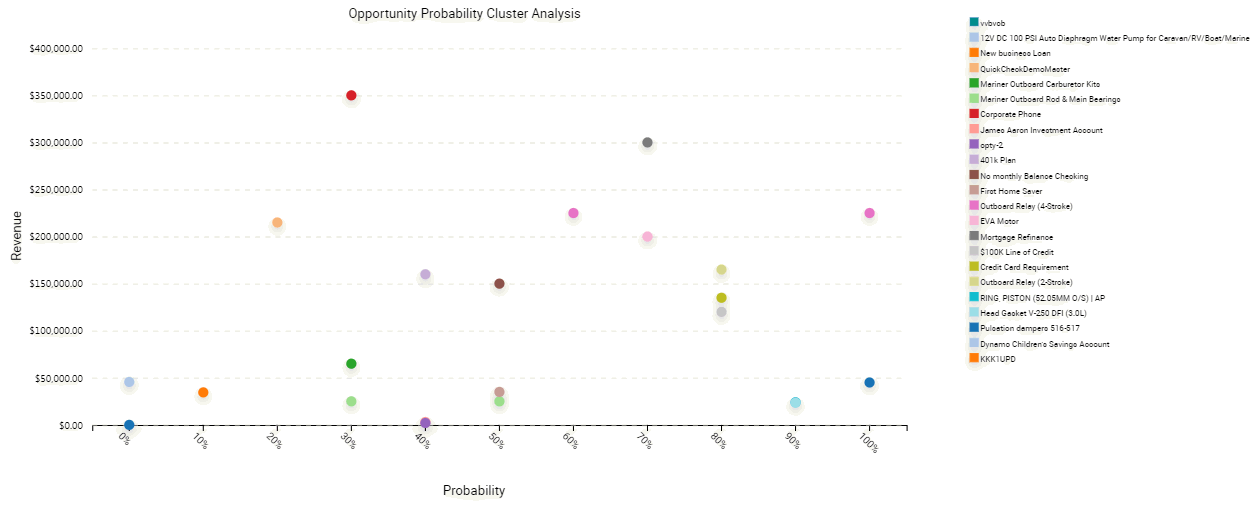 Opportunity Probability Cluster Analysis
$400,000.00
$350,000.00
$300,000.00
$250,000.00
$200,000.00
$150,000.00
$100,000.00
$50,000.00
$0.00
Revenue
0%
10%
20%
30%
40%
50%
60%
70%
80%
90%
100%
Probability
vvbvcb
12V DC 100 PSI Auto Diaphragm Water Pump for Caravan/RV/Boat/Marine
New business Loan
QuickCheckDemoMaster
Mariner Outboard Carburetor Kits
Mariner Outboard Rod & Main Bearings
Corporate Phone
James Aaron Investment Account
opty-2
401k Plan
No monthly Balance Checking
First Home Saver
Outboard Relay (4-Stroke)
EVA Motor
Mortgage Refinance
$100K Line of Credit
Credit Card Requirement
Outboard Relay (2-Stroke)
RING, PISTON (52.05MM O/S) | AP
Head Gasket V-250 DFI (3.0L)
Pulsation dampers 516-517
Dynamo Children's Savings Account
KKK1UPD